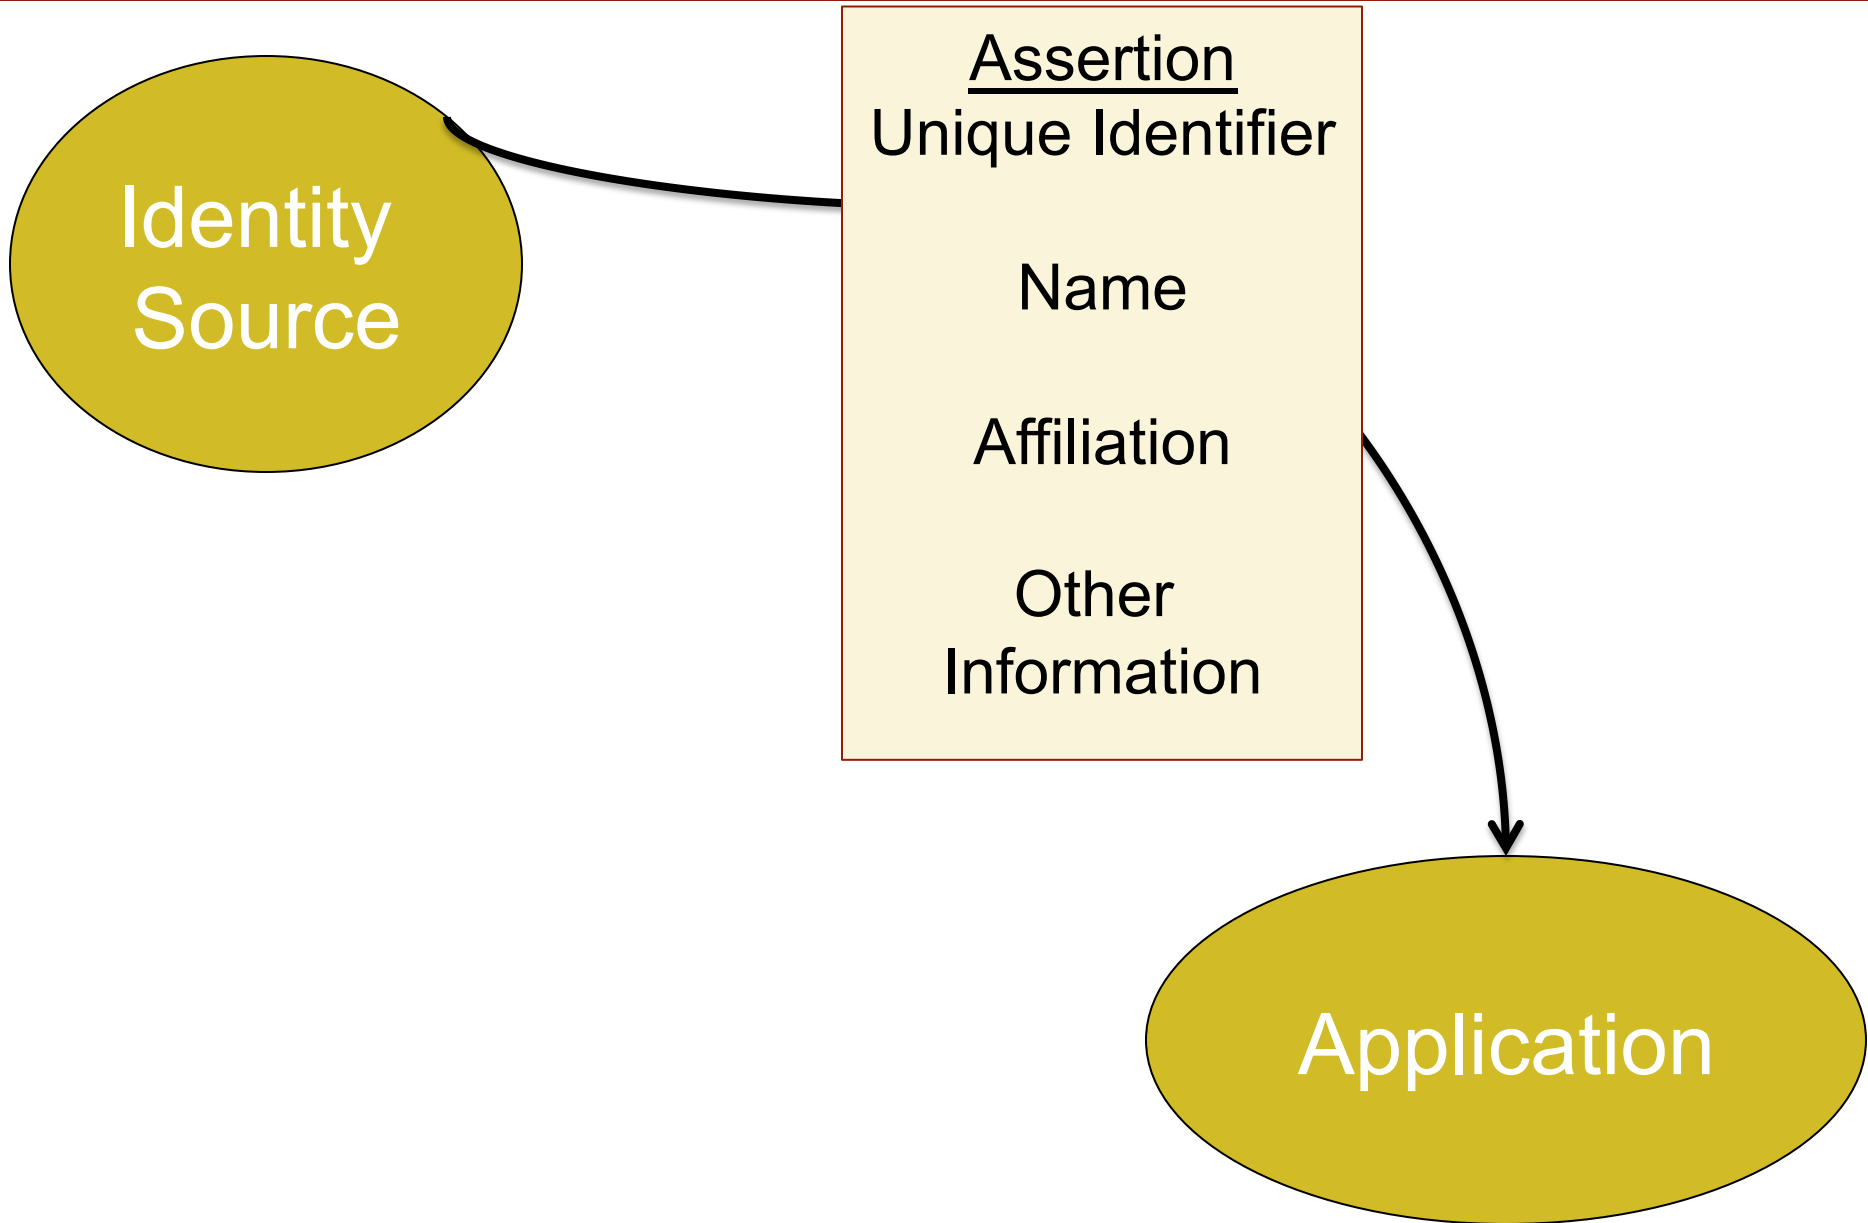 Identity
Source
Assertion
Unique Identifier
Name
Affiliation
Other
Information
Application